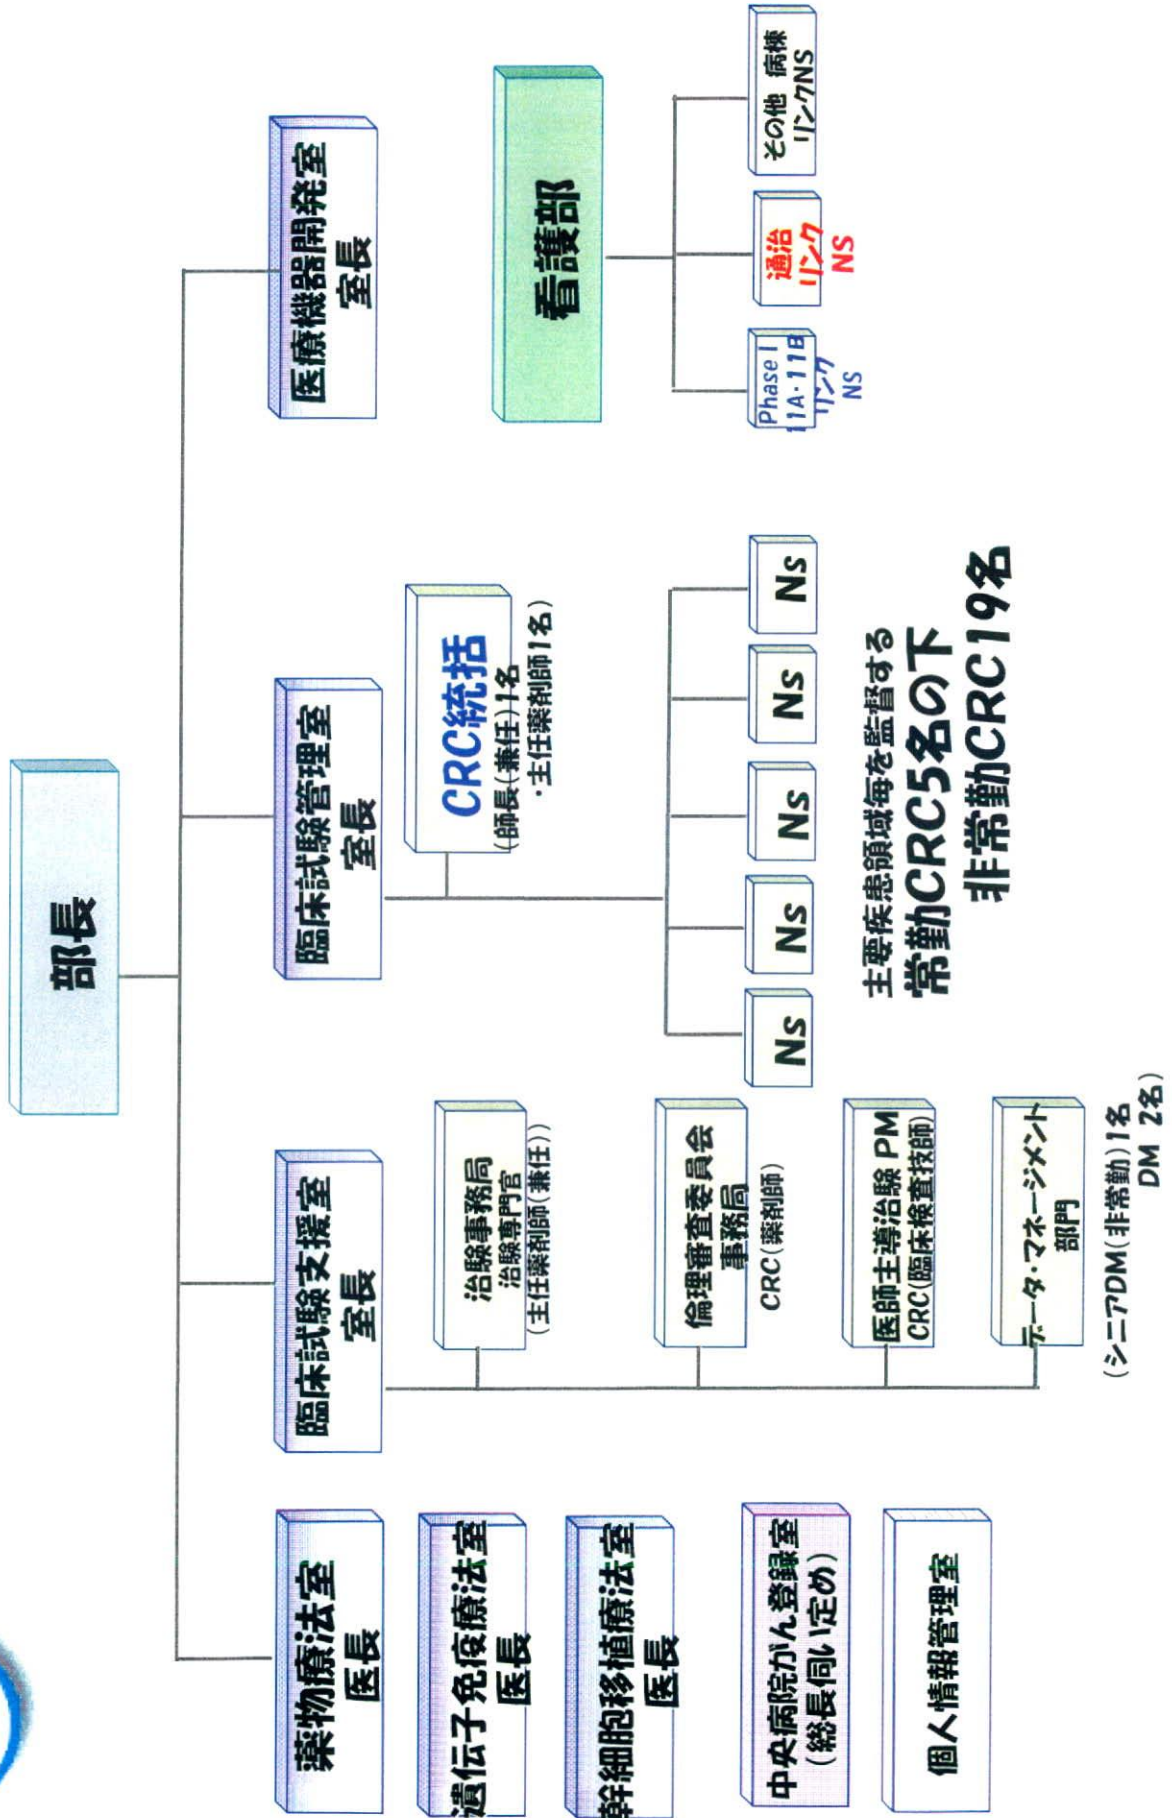 部長
薬物療法室
医長
遺伝子免疫療法室
医長
幹細胞移植療法室
医長
中央病院がん登録室
(総長伺い定め)
個人情報管理室
臨床試験支援室
室長
治験事務局
治験専門官
(主任薬剤師(兼任))
倫理審査委員会
事務局
CRC(薬剤師)
医師主導治験 PM
CRC(臨床検査技師)
データ・マネージメント
部門
(シニアDM(非常勤)1名
DM 2名)
臨床試験管理室
室長
CRC統括
(師長(兼任)1名
・主任薬剤師1名)
Ns
Ns
Ns
Ns
Ns
主要疾患領域毎を監督する
常勤CRC5名の下
非常勤CRC19名
医療機器開発室
室長
看護部
Phase I
11A・11B
リンク
NS
通治
リンク
NS
その他 病棟
リンクNS